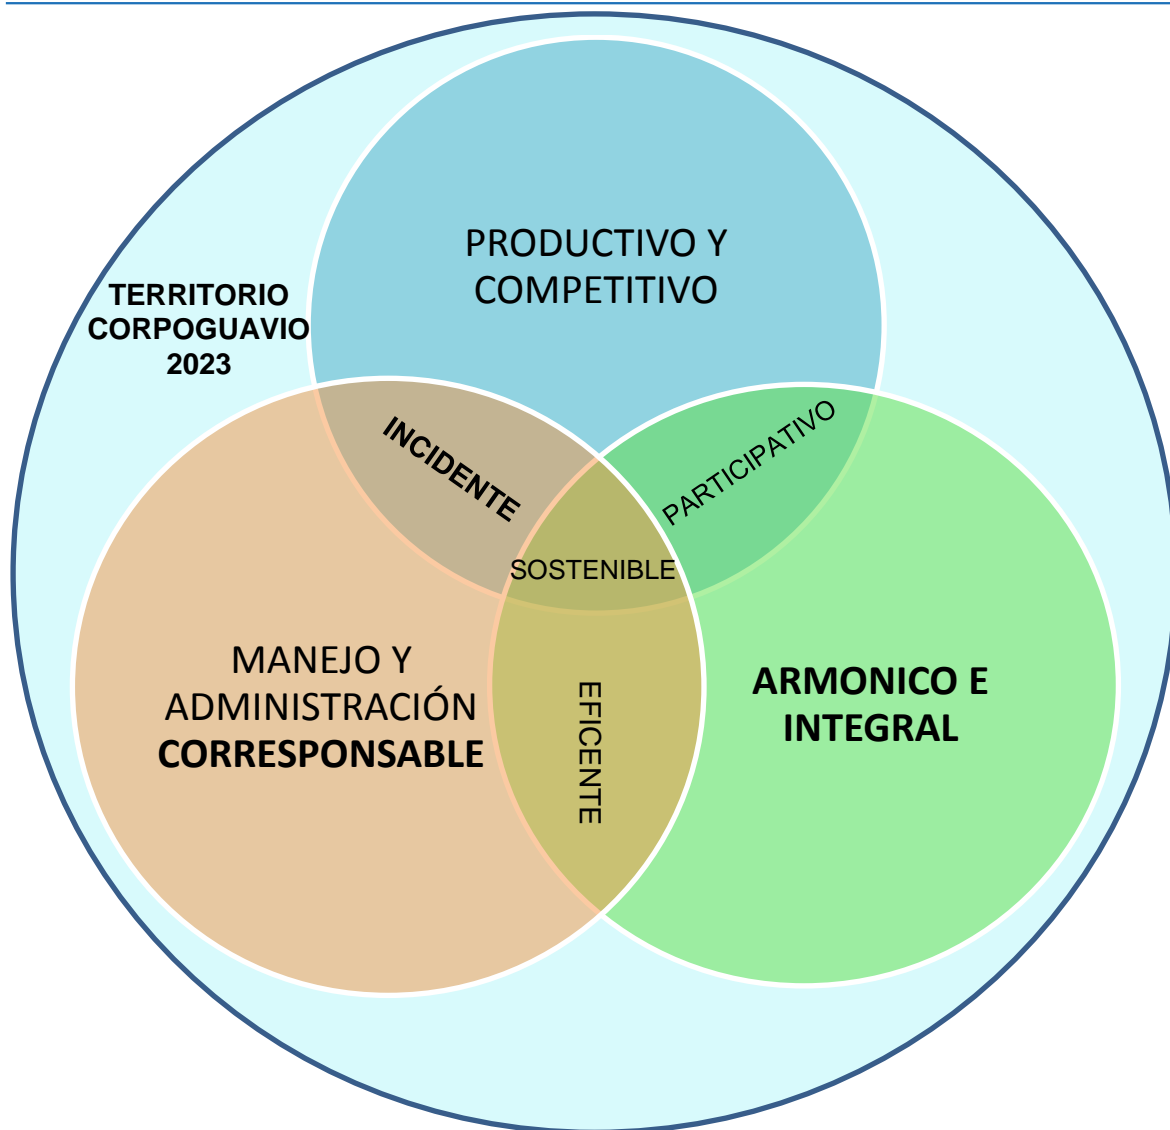 PRODUCTIVO Y
COMPETITIVO
TERRITORIO
CORPOGUAVIO
2023
INCIDENTE
PARTICIPATIVO
SOSTENIBLE
MANEJO Y
ADMINISTRACIÓN
CORRESPONSABLE
EFICENTE
ARMONICO E
INTEGRAL